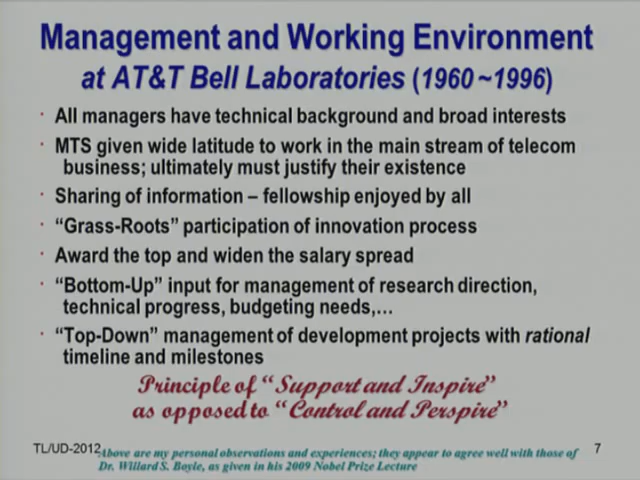 Management and Working Environment
at AT&T Bell Laboratories (1960 ~1996)
· All managers have technical background and broad interests
· MTS given wide latitude to work in the main stream of telecom
business; ultimately must justify their existence
· Sharing of information – fellowship enjoyed by all
· “Grass-Roots” participation of innovation process
· Award the top and widen the salary spread
· “Bottom-Up” input for management of research direction,
technical progress, budgeting needs,...
· “Top-Down” management of development projects with rational
timeline and milestones
Principle of “Support and Inspire”
as opposed to “Control and Perspire”
TL/UD-2012
Above are my personal observations and experiences; they appear to agree well with those of
Dr. Willard S. Boyle, as given in his 2009 Nobel Prize Lecture
7